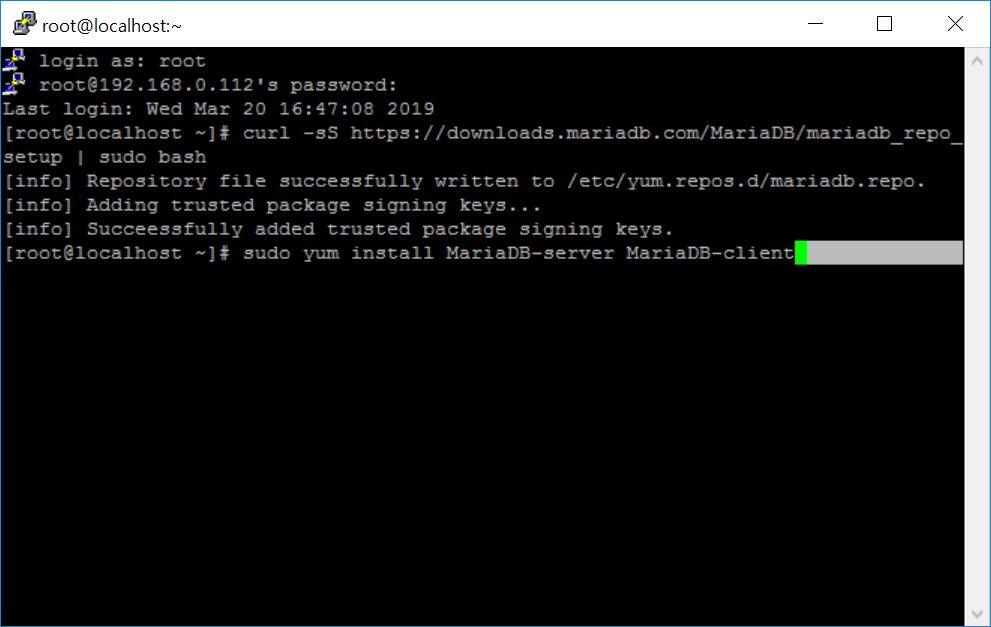 root@localhost:~
login as: root
root@192.168.0.112's password:
Last login: Wed Mar 20 16:47:08 2019
[root@localhost ~]# curl -sS https://downloads.mariadb.com/MariaDB/mariadb_repo_
setup | sudo bash
[info] Repository file successfully written to /etc/yum.repos.d/mariadb.repo.
[info] Adding trusted package signing keys...
[info] Succeessfully added trusted package signing keys.
[root@localhost ~]# sudo yum install MariaDB-server MariaDB-client